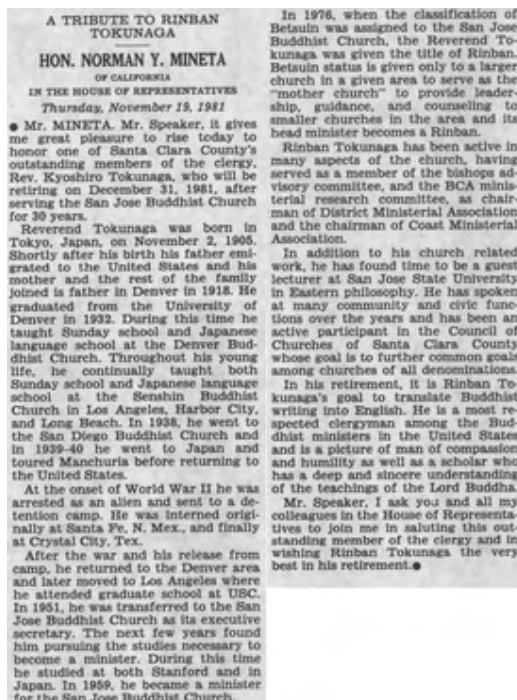 A TRIBUTE TO RINBAN
TOKUNAGA
HON. NORMAN Y. MINETA
OF CALIFORNIA
IN THE HOUSE OF REPRESENTATIVES
Thursday, November 19, 1981
● Mr. MINETA. Mr. Speaker, it gives
me great pleasure to rise today to
honor one of Santa Clara County's
outstanding members of the clergy,
Rev. Kyoshiro Tokunaga, who will be
retiring on December 31, 1981, after
serving the San Jose Buddhist Church
for 30 years.
Reverend Tokunaga was born in
Tokyo, Japan, on November 2, 1905.
Shortly after his birth his father emi-
grated to the United States and his
mother and the rest of the family
joined is father in Denver in 1918. He
graduated from the University of
Denver in 1932. During this time he
taught Sunday school and Japanese
language school at the Denver Bud-
dhist Church. Throughout his young
life, he continually taught both
Sunday school and Japanese language
school at the Senshin Buddhist
Church in Los Angeles, Harbor City,
and Long Beach. In 1938, he went to
the San Diego Buddhist Church and
in 1939-40 he went to Japan and
toured Manchuria before returning to
the United States.
At the onset of World War II he was
arrested as an alien and sent to a de-
tention camp. He was interned origi-
nally at Santa Fe, N. Mex., and finally
at Crystal City, Tex.
After the war and his release from
camp, he returned to the Denver area
and later moved to Los Angeles where
he attended graduate school at USC.
In 1951, he was transferred to the San
Jose Buddhist Church as its executive
secretary. The next few years found
him pursuing the studies necessary to
become a minister. During this time
he studied at both Stanford and in
Japan. In 1959, he became a minister
for the San Jose Buddhist Church.
In 1976, when the classification of
Betsuin was assigned to the San Jose
Buddhist Church, the Reverend To-
kunaga was given the title of Rinban.
Betsuin status is given only to a larger
church in a given area to serve as the
"mother church" to provide leader-
ship, guidance, and counseling to
smaller churches in the area and its
head minister becomes a Rinban.
Rinban Tokunaga has been active in
many aspects of the church, having
served as a member of the bishops ad-
visory committee, and the BCA minis-
terial research committee, as chair-
man of District Ministerial Association
and the chairman of Coast Ministerial
Association.
In addition to his church related
work, he has found time to be a guest
lecturer at San Jose State University
in Eastern philosophy. He has spoken
at many community and civic func-
tions over the years and has been an
active participant in the Council of
Churches of Santa Clara County
whose goal is to further common goals
among churches of all denominations.
In his retirement, it is Rinban To-
kunaga's goal to translate Buddhist
writing into English. He is a most re-
spected clergyman among the Bud-
dhist ministers in the United States
and is a picture of man of compassion
and humility as well as a scholar who
has a deep and sincere understanding
of the teachings of the Lord Buddha.
Mr. Speaker, I ask you and all my
colleagues in the House of Representa-
tives to join me in saluting this out-
standing member of the clergy and in
wishing Rinban Tokunaga the very
best in his retirement.●